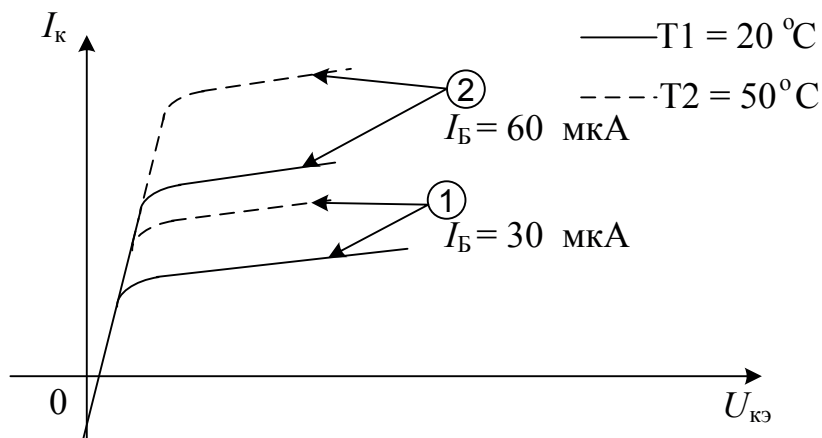 Iк
T1 = 20 °C
T2 = 50°C
2
IБ = 60 мкА
1
IБ = 30 мкА
0
Uкэ